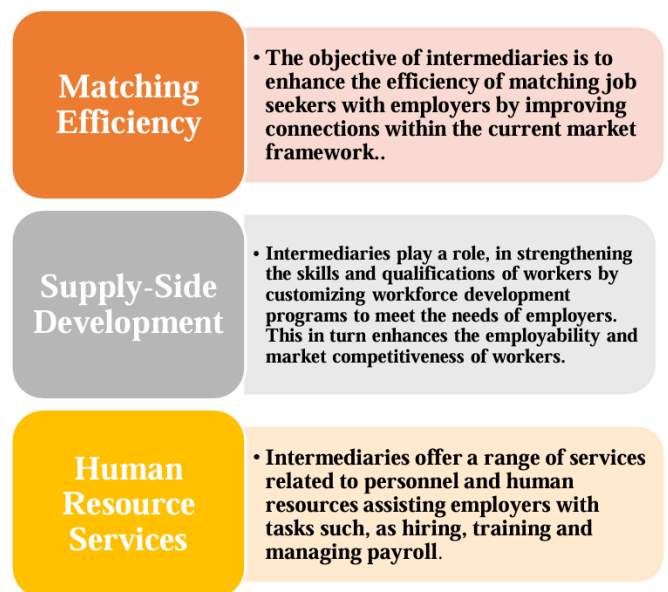 Matching
Efficiency
• The objective of intermediaries is to
enhance the efficiency of matching job
seekers with employers by improving
connections within the current market
framework..
Supply-Side
Development
• Intermediaries play a role, in strengthening
the skills and qualifications of workers by
customizing workforce development
programs to meet the needs of employers.
This in turn enhances the employability and
market competitiveness of workers.
Human
Resource
Services
• Intermediaries offer a range of services
related to personnel and human
resources assisting employers with
tasks such, as hiring, training and
managing payroll.